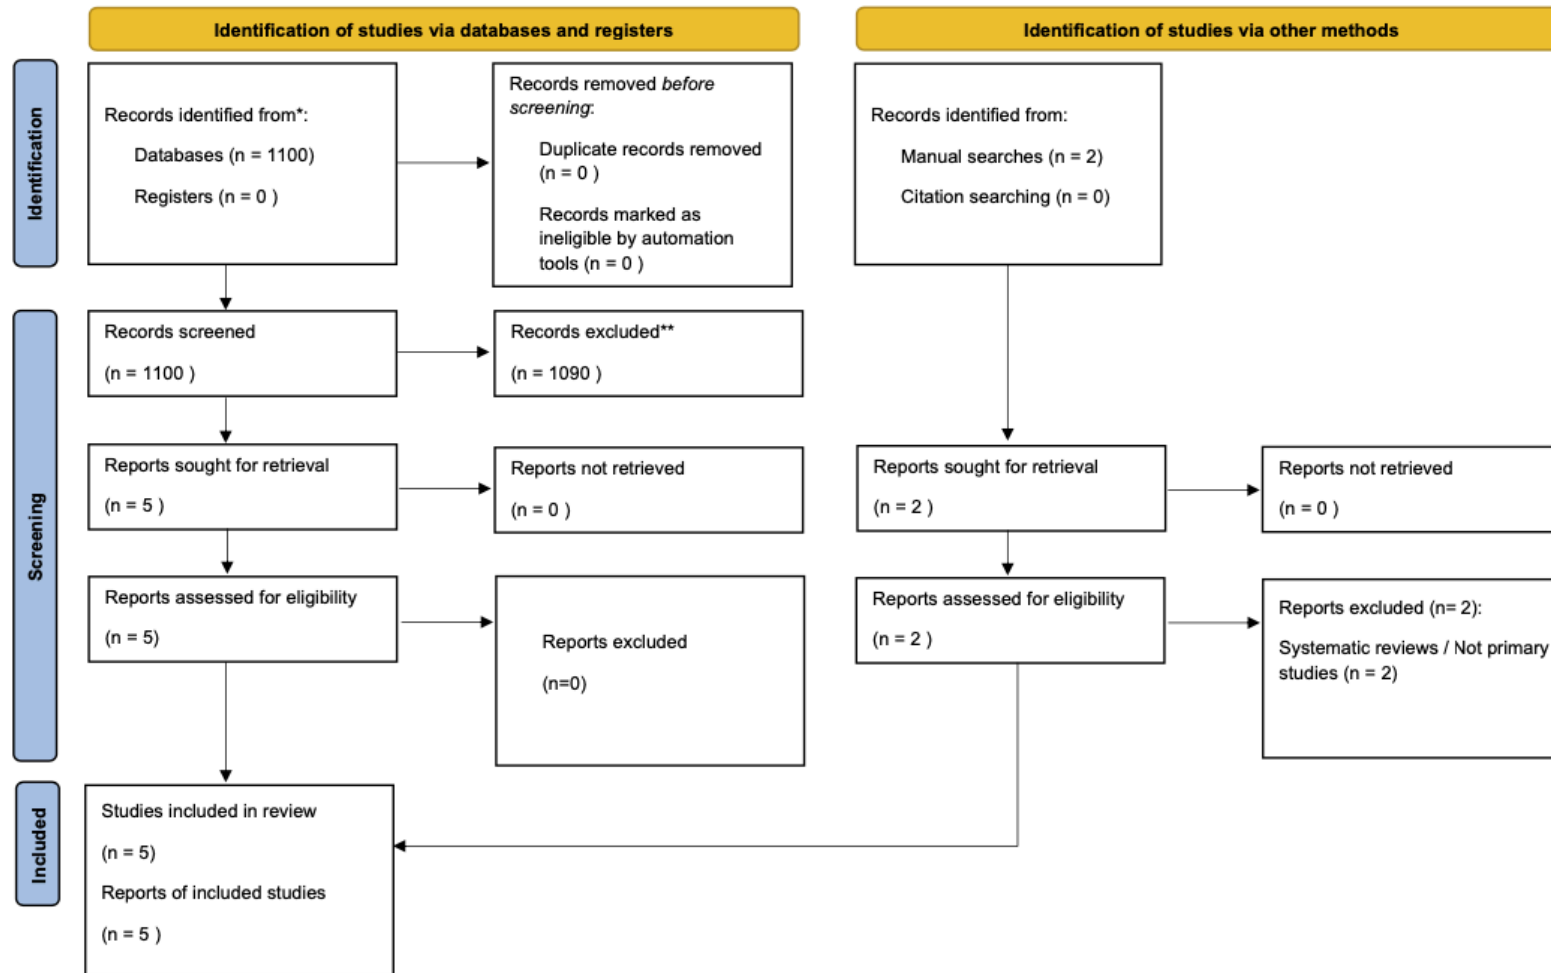 Identification of studies via databases and registers
Identification of studies via other methods
Identification
Records identified from*:
Databases (n = 1100)
Registers (n = 0 )
Records removed before
screening:
Duplicate records removed
(n = 0 )
Records marked as
ineligible by automation
tools (n = 0 )
Records identified from:
Manual searches (n = 2)
Citation searching (n = 0)
Screening
Records screened
(n = 1100 )
Records excluded**
(n = 1090 )
Reports sought for retrieval
(n = 5 )
Reports not retrieved
(n = 0 )
Reports sought for retrieval
(n = 2 )
Reports not retrieved
(n = 0 )
Reports assessed for eligibility
(n = 5)
Reports excluded
(n=0)
Reports assessed for eligibility
(n = 2 )
Reports excluded (n= 2):
Systematic reviews / Not primary
studies (n = 2)
Included
Studies included in review
(n = 5)
Reports of included studies
(n = 5 )